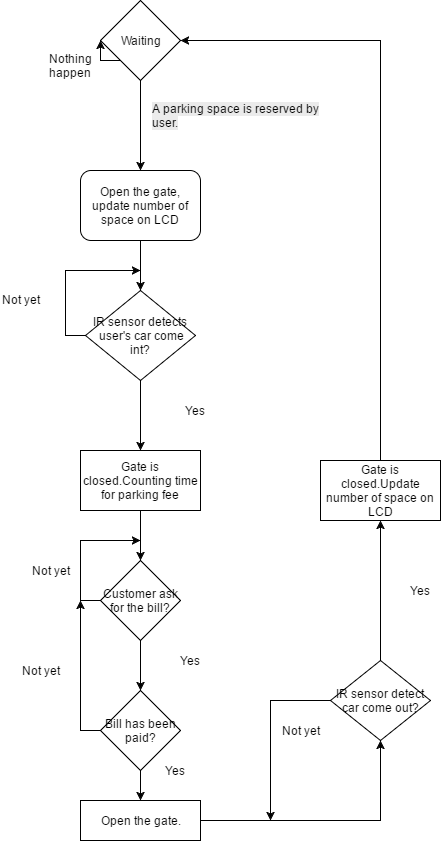 Waiting
Nothing
happen
A parking space is reserved by
user.
Open the gate,
update number of
space on LCD
Not yet
IR sensor detects
user's car come
int?
Yes
Gate is
closed.Counting time
for parking fee
Gate is
closed.Update
number of space on
LCD
Not yet
Customer ask
for the bill?
Yes
Yes
Not yet
IR sensor detect
car come out?
Not yet
Bill has been
paid?
Yes
Open the gate.